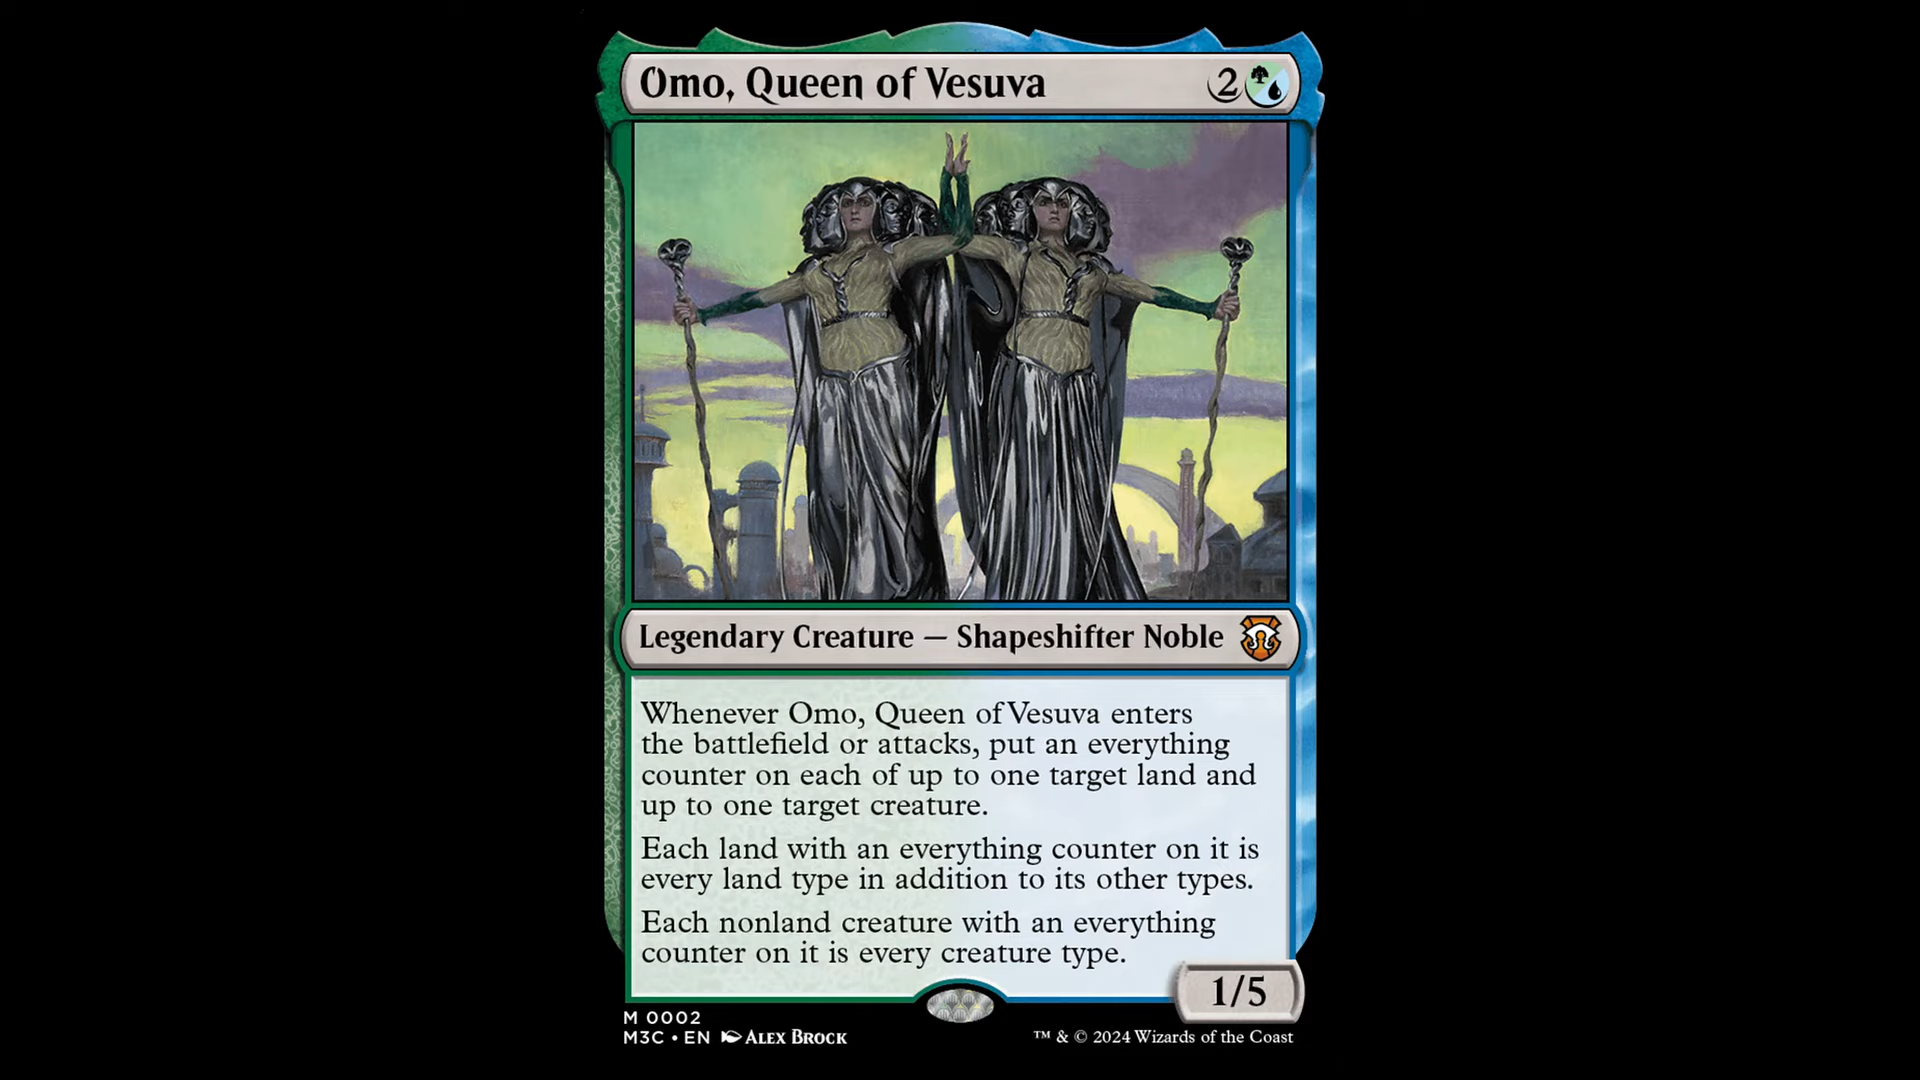 Omo, Queen of Vesuva 2
Legendary Creature — Shapeshifter Noble
Whenever Omo, Queen of Vesuva enters
the battlefield or attacks, put an everything
counter on each of up to one target land and
up to one target creature.
Each land with an everything counter on it is
every land type in addition to its other types.
Each nonland creature with an everything
counter on it is every creature type.
1/5
M 0002
M3C • EN ALEX BROCK
™ & © 2024 Wizards of the Coast